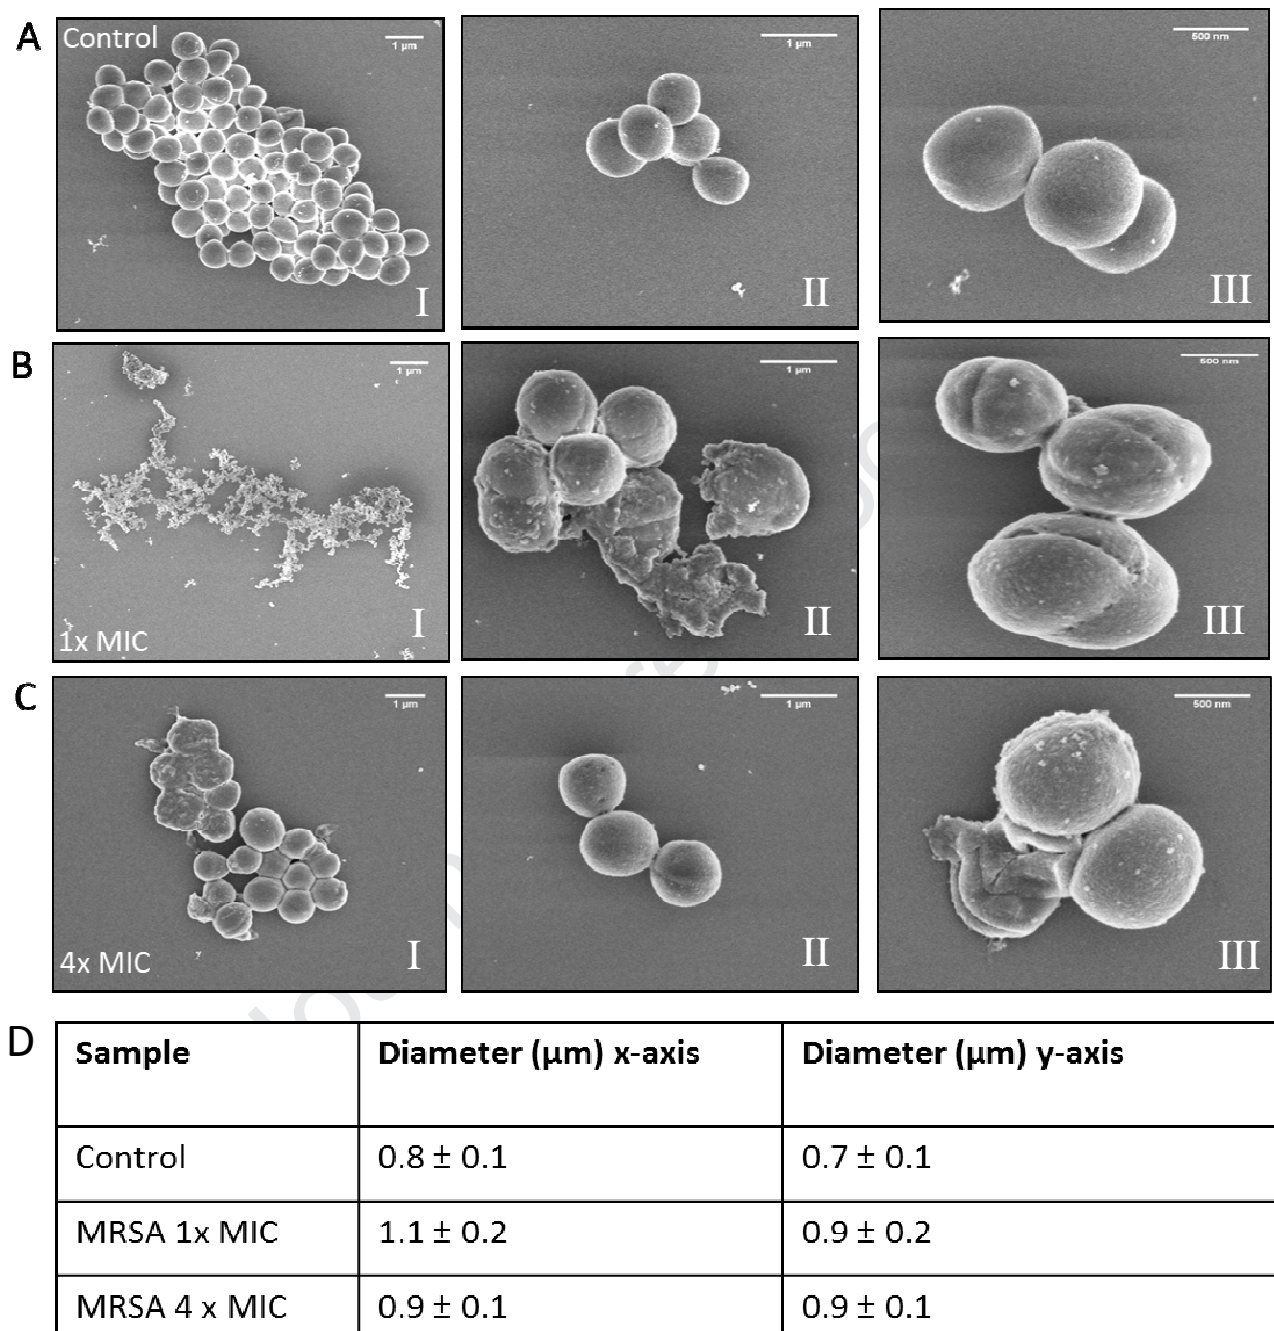 A
Control
1 µm
I
1 µm
II
500 nm
III
B
1 µm
1x MIC
I
1 µm
II
500 nm
III
C
1 µm
4x MIC
I
1 µm
II
500 nm
III
D
Sample Diameter (µm) x-axis Diameter (µm) y-axis
Control 0.8 ± 0.1 0.7 ± 0.1
MRSA 1x MIC 1.1 ± 0.2 0.9 ± 0.2
MRSA 4 x MIC 0.9 ± 0.1 0.9 ± 0.1